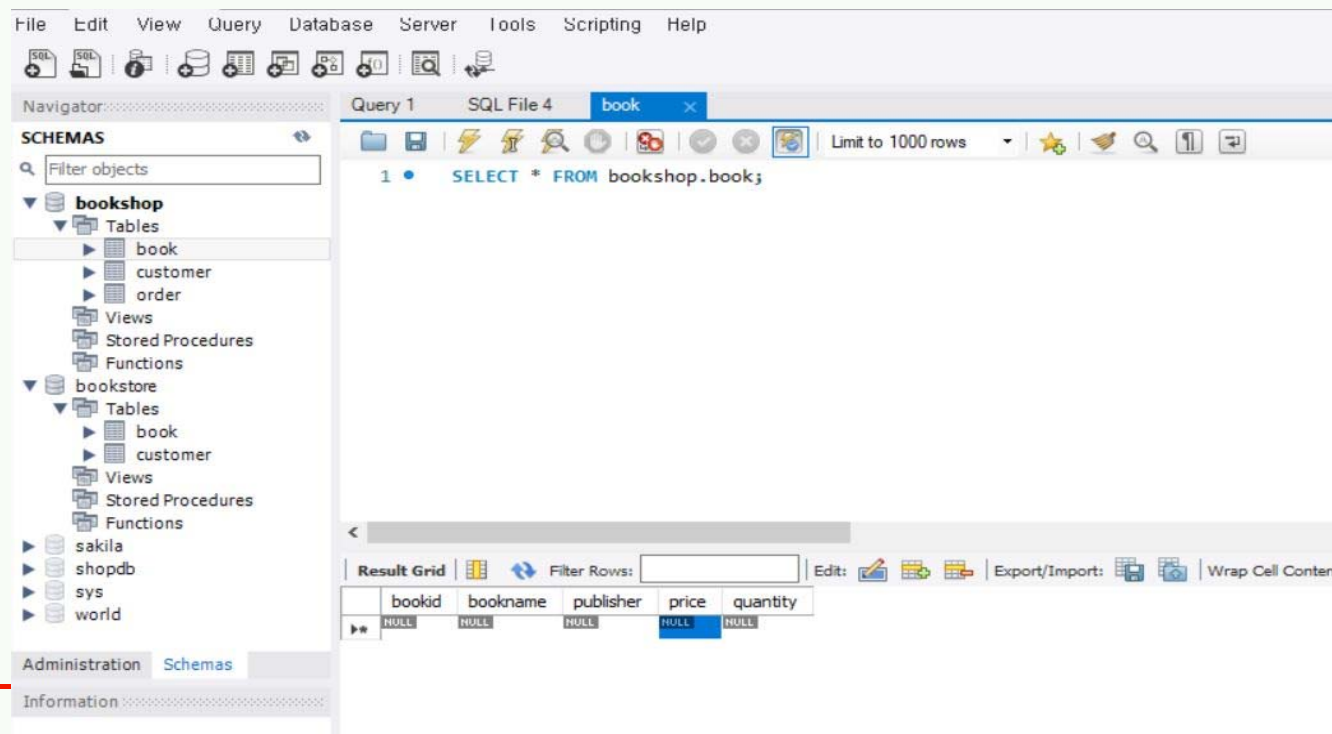 File Edit View Query Database Server Tools Scripting Help
SQL SQL
Navigator
SCHEMAS
Filter objects
bookshop
Tables
book
customer
order
Views
Stored Procedures
Functions
bookstore
Tables
book
customer
Views
Stored Procedures
Functions
sakila
shopdb
sys
world
Administration Schemas
Information
Query 1 SQL File 4 book
Limit to 1000 rows
1 SELECT * FROM bookshop.book;
Result Grid Filter Rows: Edit: Export/Import: Wrap Cell Conten
bookid bookname publisher price quantity
NULL NULL NULL NULL NULL